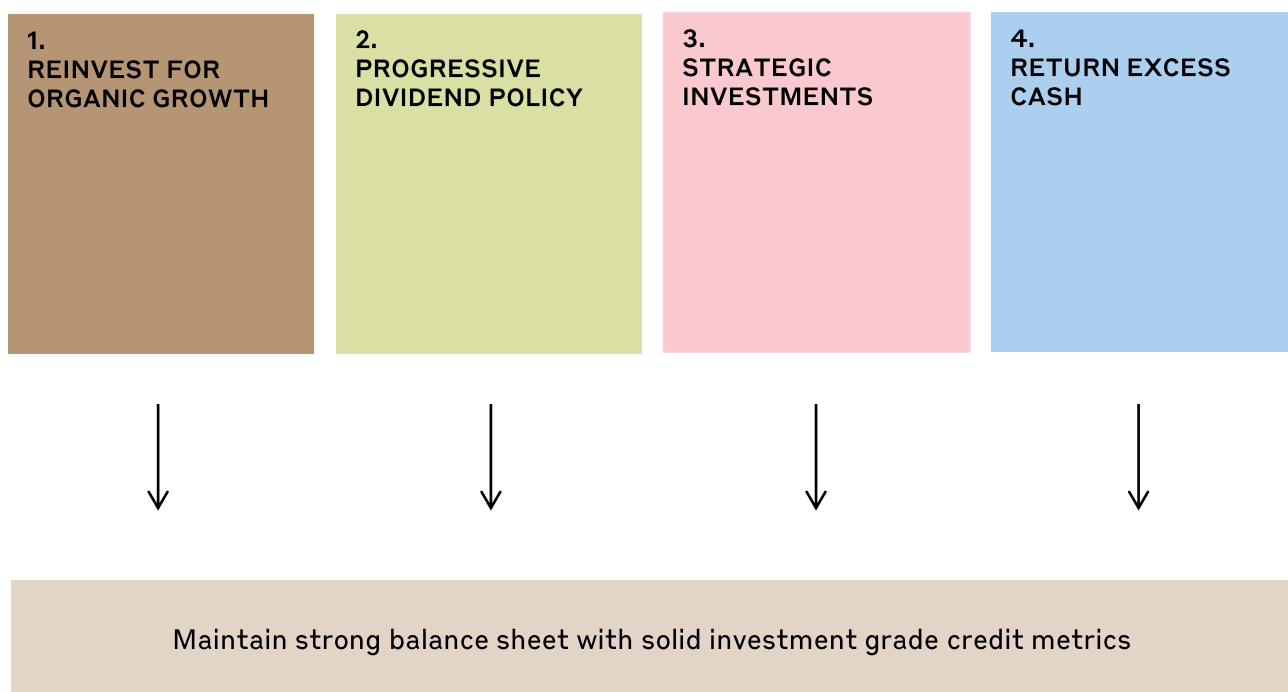 1.
REINVEST FOR
ORGANIC GROWTH
2.
PROGRESSIVE
DIVIDEND POLICY
3.
STRATEGIC
INVESTMENTS
4.
RETURN EXCESS
CASH
Maintain strong balance sheet with solid investment grade credit metrics